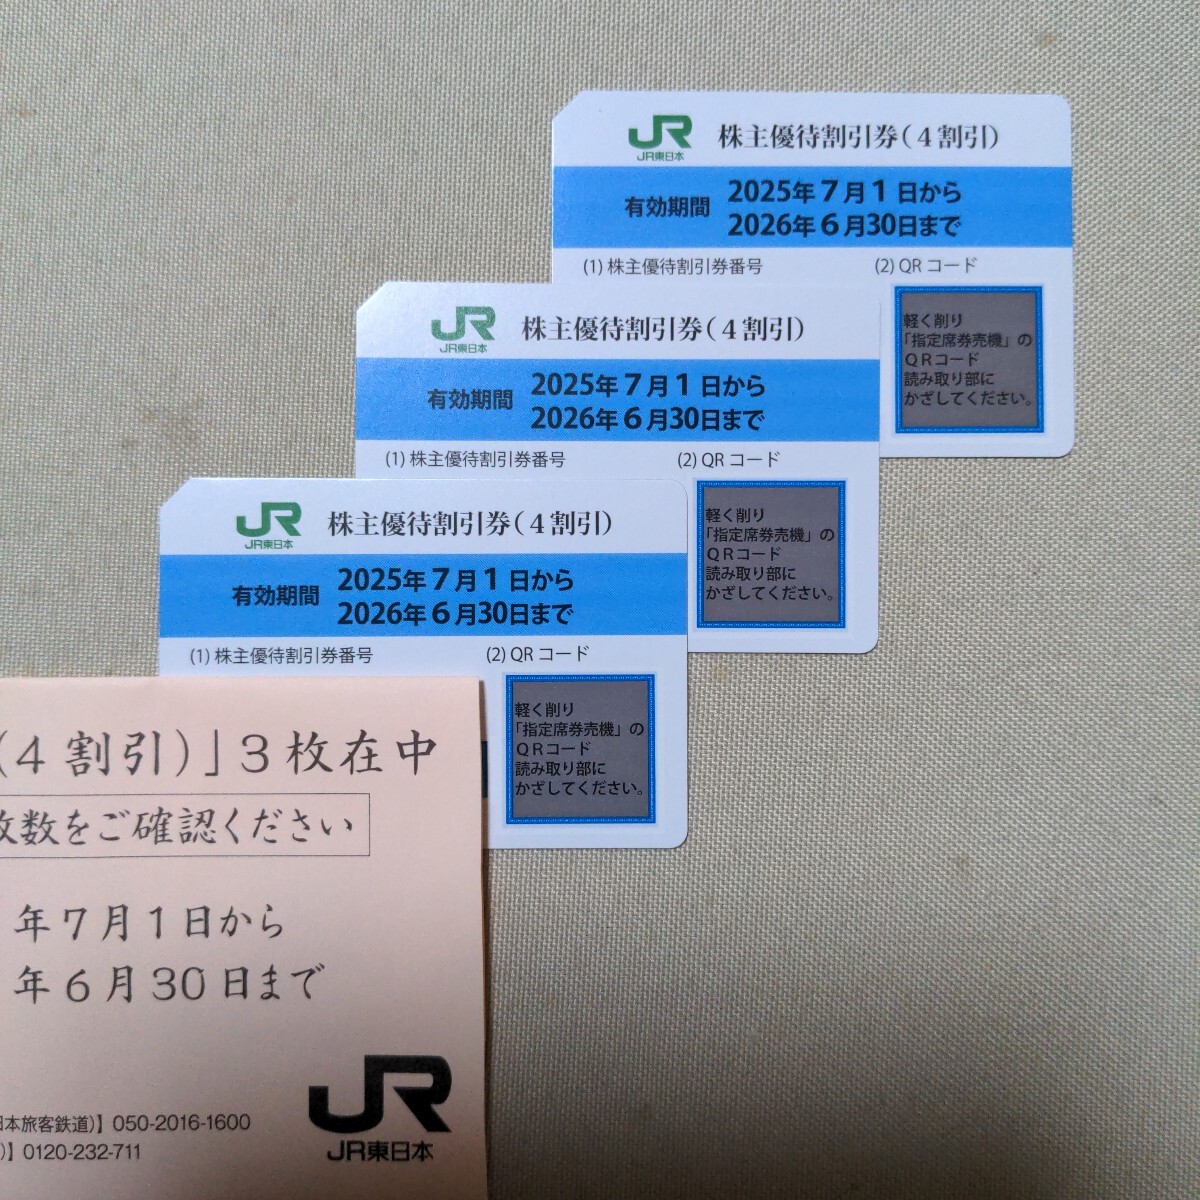 JR
JR東日本
株主優待割引券(4割引)
有効期間
2025年7月1日から
2026年6月30日まで
(1) 株主優待割引券番号
(2) QRコード
軽く削り
「指定席券売機」の
QRコード
読み取り部に
かざしてください。
JR
JR東日本
株主優待割引券(4割引)
有効期間
2025年7月1日から
2026年6月30日まで
(1) 株主優待割引券番号
(2) QRコード
軽く削り
「指定席券売機」の
QRコード
読み取り部に
かざしてください。
JR
JR東日本
株主優待割引券(4割引)
有効期間
2025年7月1日から
2026年6月30日まで
(1) 株主優待割引券番号
(2) QRコード
軽く削り
「指定席券売機」の
QRコード
読み取り部に
かざしてください。
(4割引)」3枚在中
枚数をご確認ください
年7月1日から
年6月30日まで
JR
JR東日本
日本旅客鉄道)】050-2016-1600
)】0120-232-711